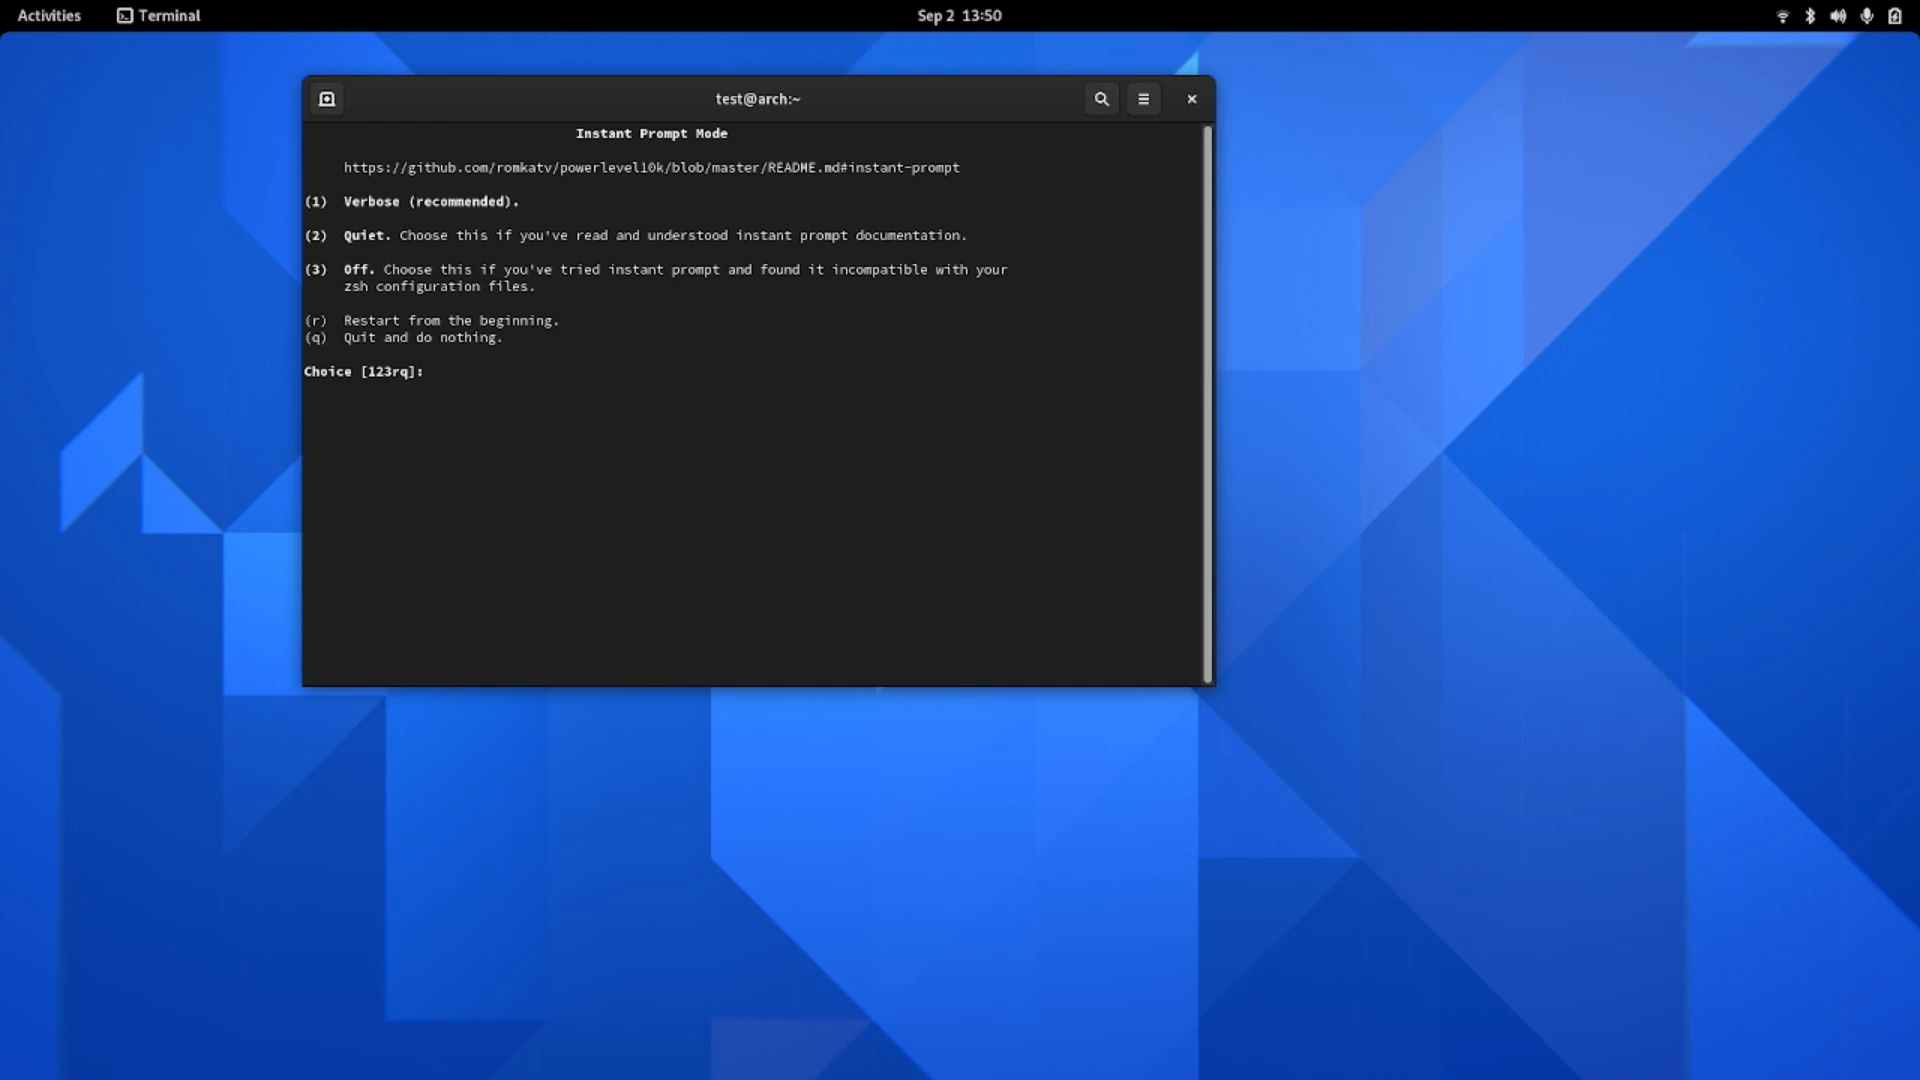 Activities Terminal Sep 2 13:50
test@arch:~
Instant Prompt Mode
https://github.com/romkatv/powerlevel10k/blob/master/README.md#instant-prompt
(1) Verbose (recommended).
(2) Quiet. Choose this if you've read and understood instant prompt documentation.
(3) Off. Choose this if you've tried instant prompt and found it incompatible with your
zsh configuration files.
(r) Restart from the beginning.
(q) Quit and do nothing.
Choice [123rq]: